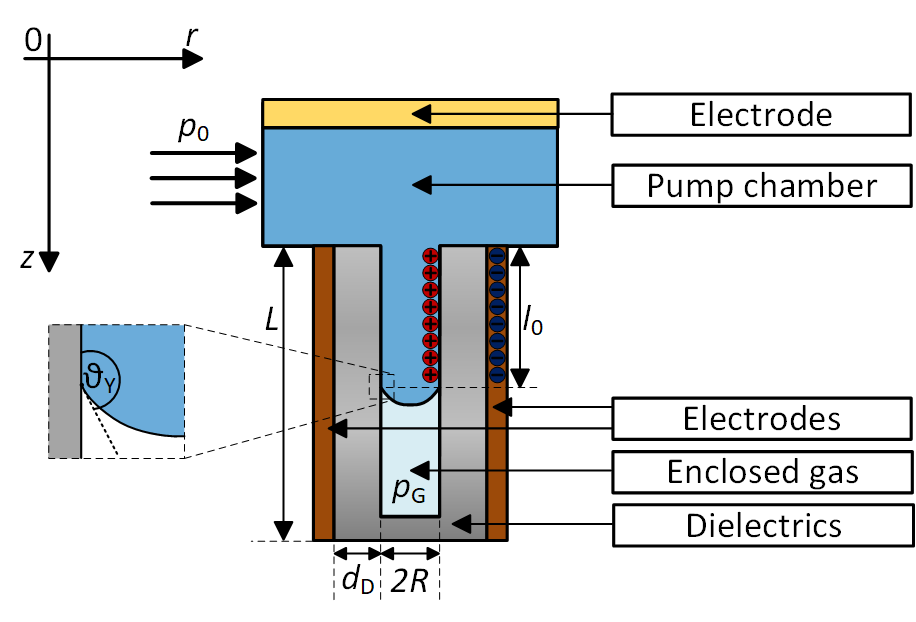 0
r
Electrode
p0
Pump chamber
z
L
l0
ϑY
Electrodes
Enclosed gas
pG
Dielectrics
dD
2R